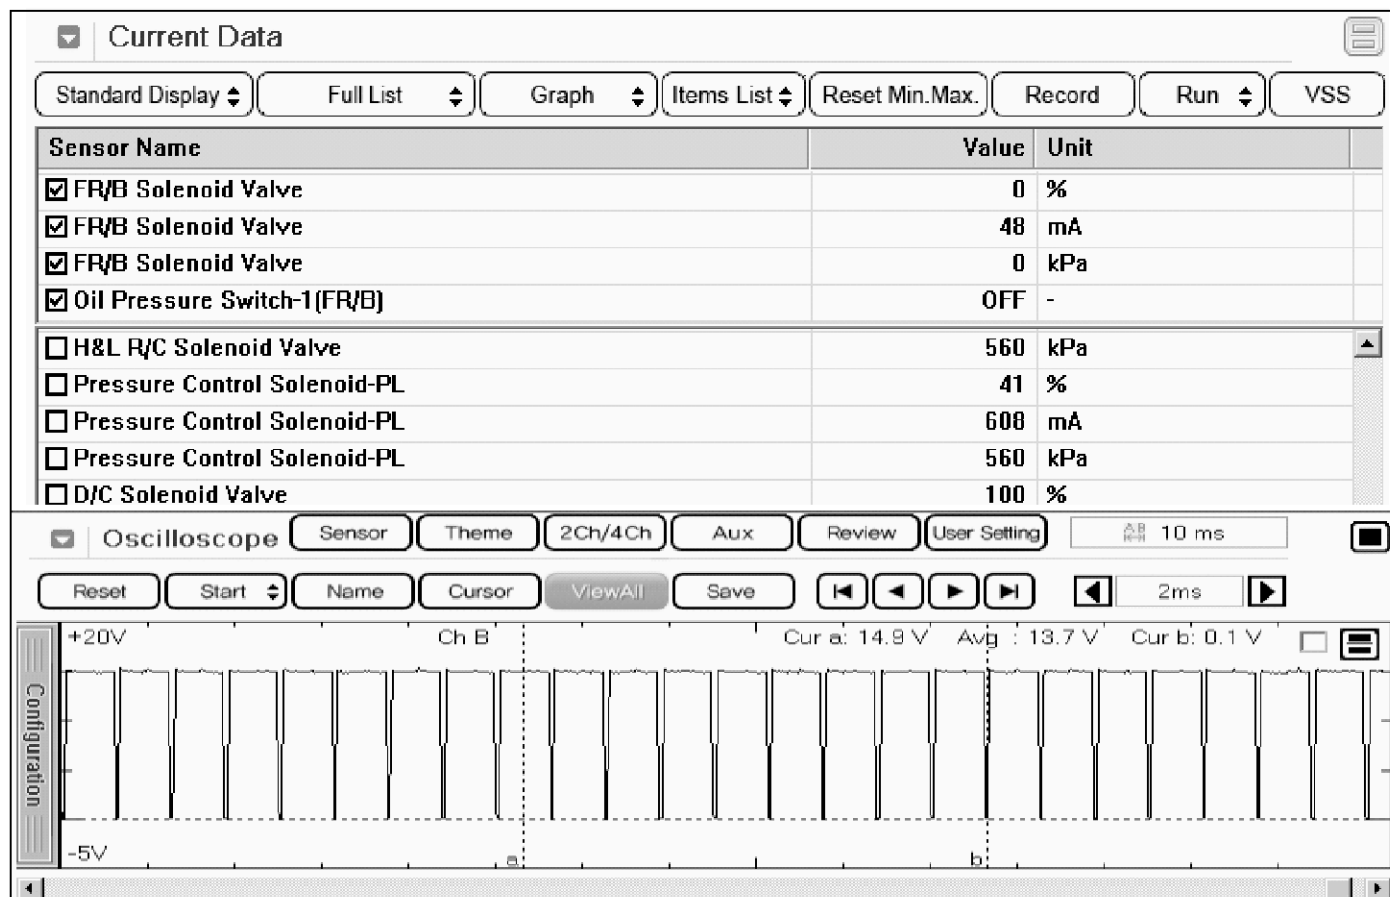 Current Data
Standard Display Full List Graph Items List Reset Min.Max. Record Run VSS
Sensor Name Value Unit
FR/B Solenoid Valve 0 %
FR/B Solenoid Valve 48 mA
FR/B Solenoid Valve 0 kPa
Oil Pressure Switch-1(FR/B) OFF -
H&L R/C Solenoid Valve 560 kPa
Pressure Control Solenoid-PL 41 %
Pressure Control Solenoid-PL 608 mA
Pressure Control Solenoid-PL 560 kPa
D/C Solenoid Valve 100 %
Oscilloscope Sensor Theme 2Ch/4Ch Aux Review User Setting 10 ms
Reset Start Name Cursor ViewAll Save 2ms
+20V Ch B Cur a: 14.9 V Avg : 13.7 V Cur b: 0.1 V
Configuration
-5V a b